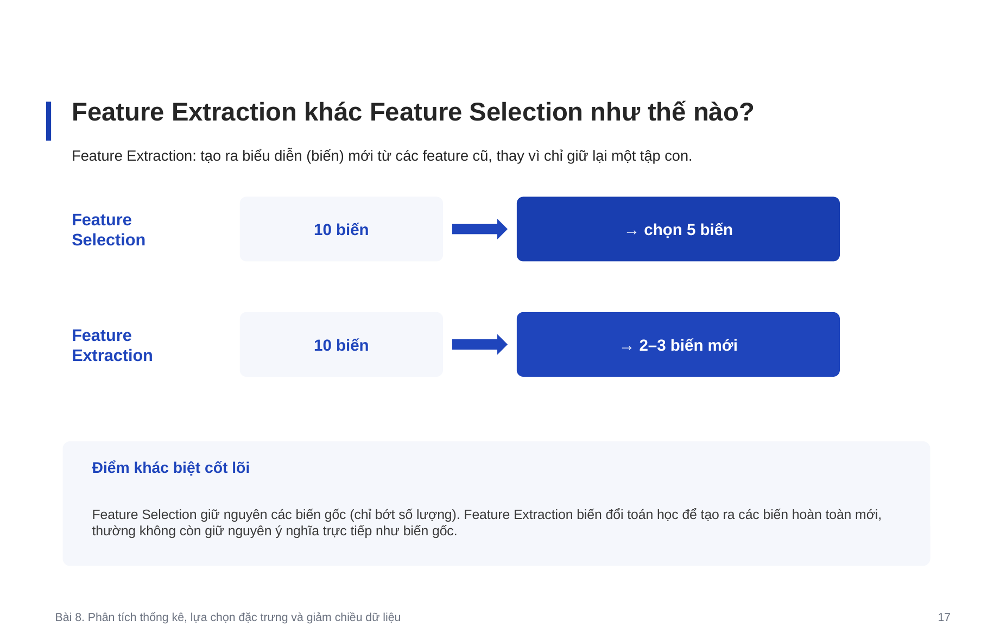 Feature Extraction khác Feature Selection như thế nào?
Feature Extraction: tạo ra biểu diễn (biến) mới từ các feature cũ, thay vì chỉ giữ lại một tập con.
Feature
Selection
10 biến
→ chọn 5 biến
Feature
Extraction
10 biến
→ 2–3 biến mới
Điểm khác biệt cốt lõi
Feature Selection giữ nguyên các biến gốc (chỉ bớt số lượng). Feature Extraction biến đổi toán học để tạo ra các biến hoàn toàn mới,
thường không còn giữ nguyên ý nghĩa trực tiếp như biến gốc.
Bài 8. Phân tích thống kê, lựa chọn đặc trưng và giảm chiều dữ liệu
17